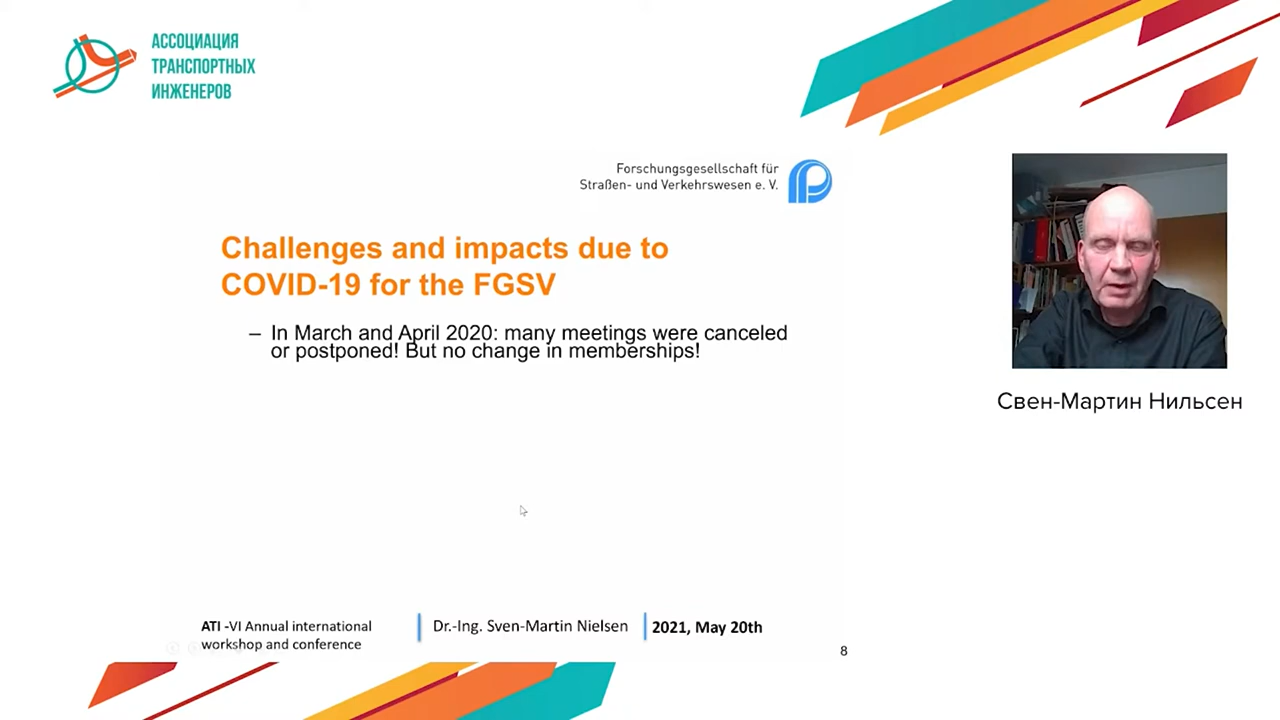 АССОЦИАЦИЯ
ТРАНСПОРТНЫХ
ИНЖЕНЕРОВ
Forschungsgesellschaft für
Straßen- und Verkehrswesen e. V.
Challenges and impacts due to
COVID-19 for the FGSV
– In March and April 2020: many meetings were canceled
or postponed! But no change in memberships!
Свен-Мартин Нильсен
ATI -VI Annual international
workshop and conference
Dr.-Ing. Sven-Martin Nielsen
2021, May 20th
8